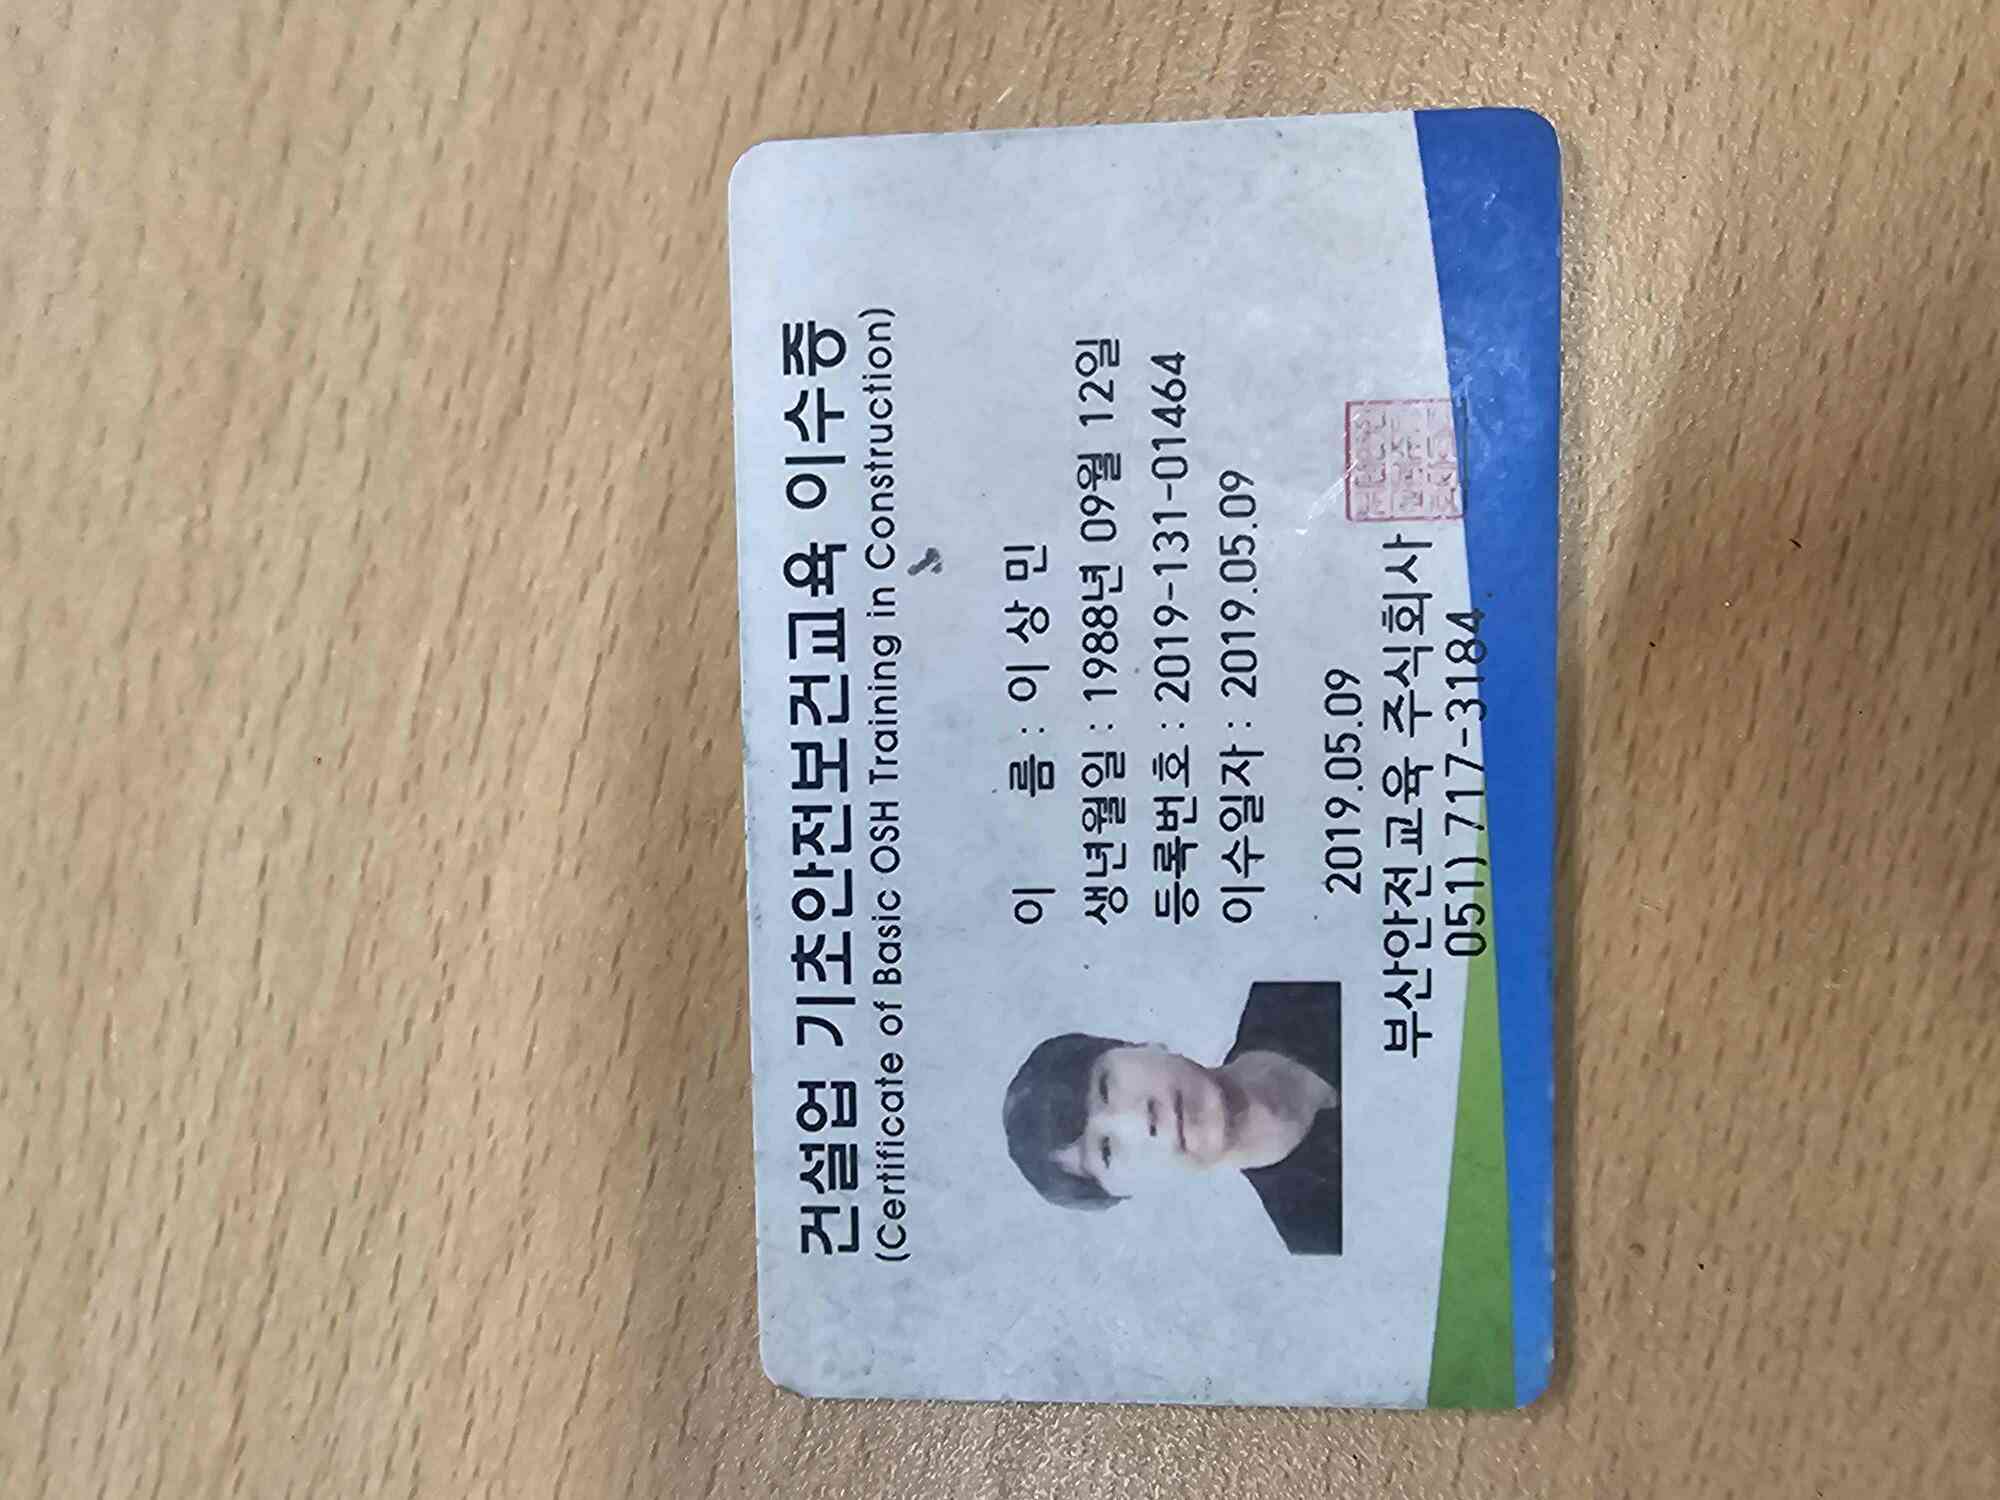 건설업 기초안전보건교육 이수증
(Certificate of Basic OSH Training in Construction)
이 름 : 이 상 민
생년월일 : 1988년 09월 12일
등록번호 : 2019-131-01464
이수일자 : 2019.05.09
2019.05.09
부산안전교육 주식회사
051) 717-3184